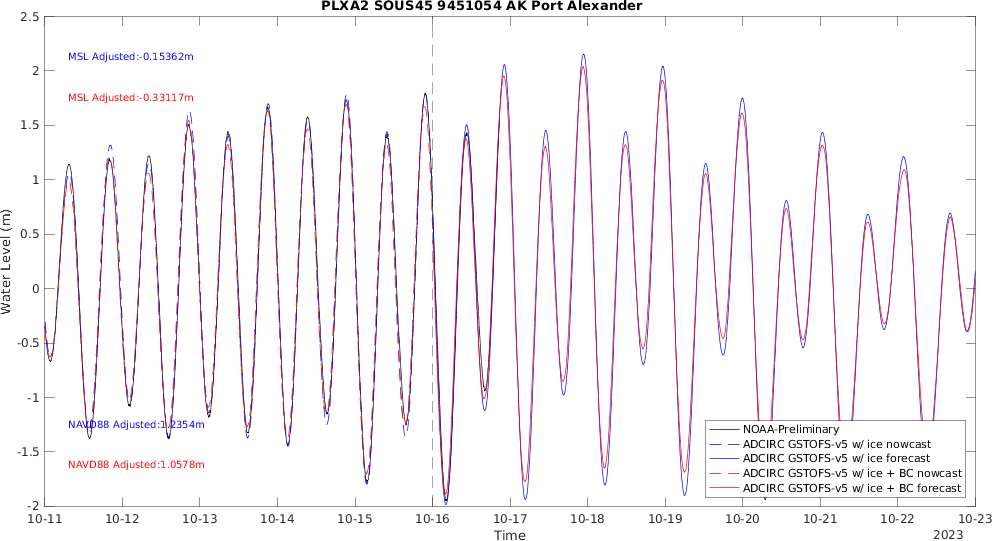 PLXA2 SOUS45 9451054 AK Port Alexander
2.5
2
1.5
1
0.5
0
-0.5
-1
-1.5
-2
Water Level (m)
MSL Adjusted:-0.15362m
MSL Adjusted:-0.33117m
NAVD88 Adjusted:1.2354m
NAVD88 Adjusted:1.0578m
NOAA-Preliminary
ADCIRC GSTOFS-v5 w/ ice nowcast
ADCIRC GSTOFS-v5 w/ ice forecast
ADCIRC GSTOFS-v5 w/ ice + BC nowcast
ADCIRC GSTOFS-v5 w/ ice + BC forecast
10-11 10-12 10-13 10-14 10-15 10-16 10-17 10-18 10-19 10-20 10-21 10-22 10-23
Time
2023